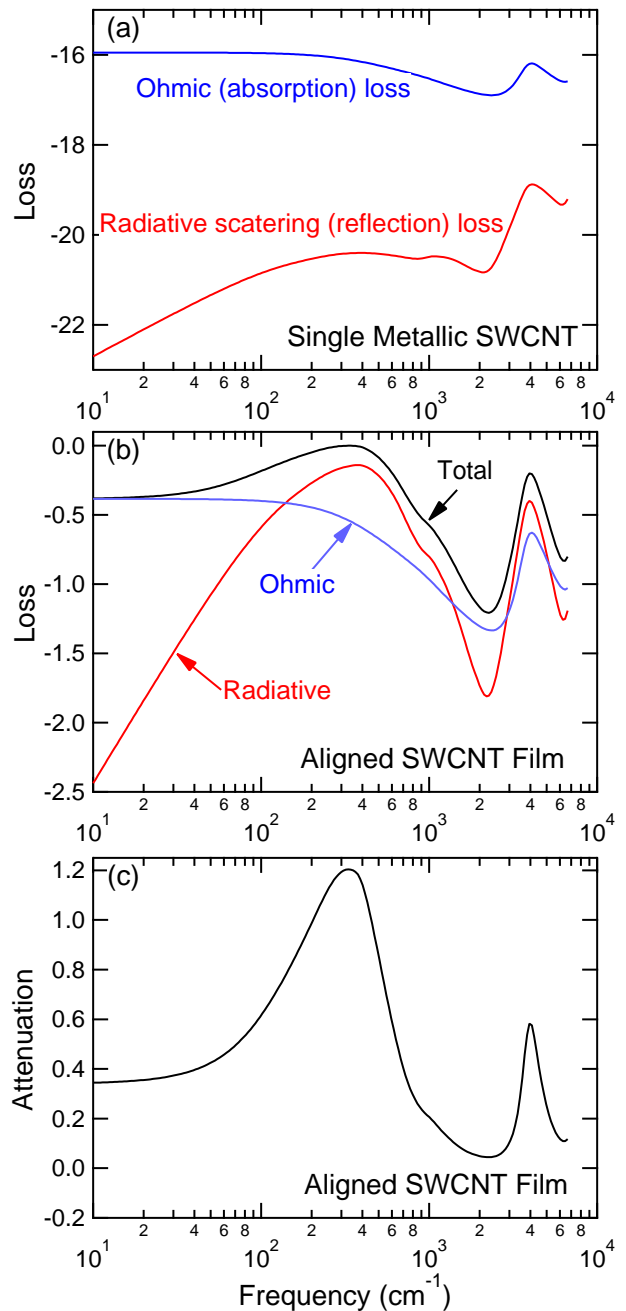 (a)
-16
-18
-20
-22
Loss
Ohmic (absorption) loss
Radiative scatering (reflection) loss
Single Metallic SWCNT
10^1 2 4 6 8 10^2 2 4 6 8 10^3 2 4 6 8 10^4
(b)
0.0
-0.5
-1.0
-1.5
-2.0
-2.5
Loss
Total
Ohmic
Radiative
Aligned SWCNT Film
10^1 2 4 6 8 10^2 2 4 6 8 10^3 2 4 6 8 10^4
(c)
1.2
1.0
0.8
0.6
0.4
0.2
0.0
-0.2
Attenuation
Aligned SWCNT Film
10^1 2 4 6 8 10^2 2 4 6 8 10^3 2 4 6 8 10^4
Frequency (cm^-1)